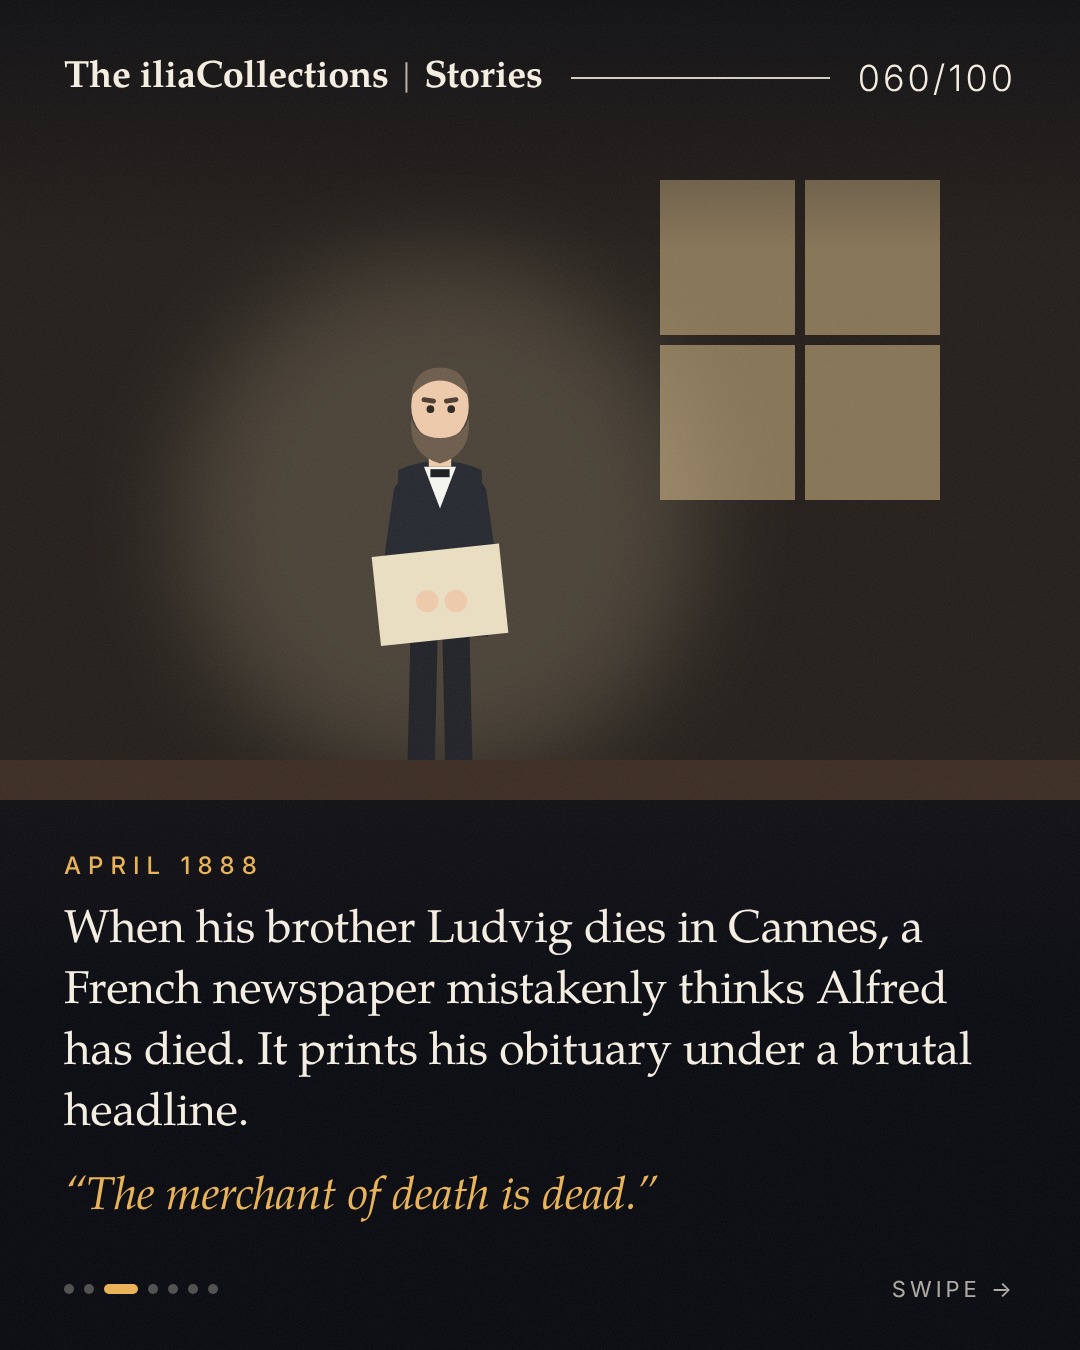 The iliaCollections | Stories 060/100
APRIL 1888
When his brother Ludvig dies in Cannes, a
French newspaper mistakenly thinks Alfred
has died. It prints his obituary under a brutal
headline.
“The merchant of death is dead.”
SWIPE →